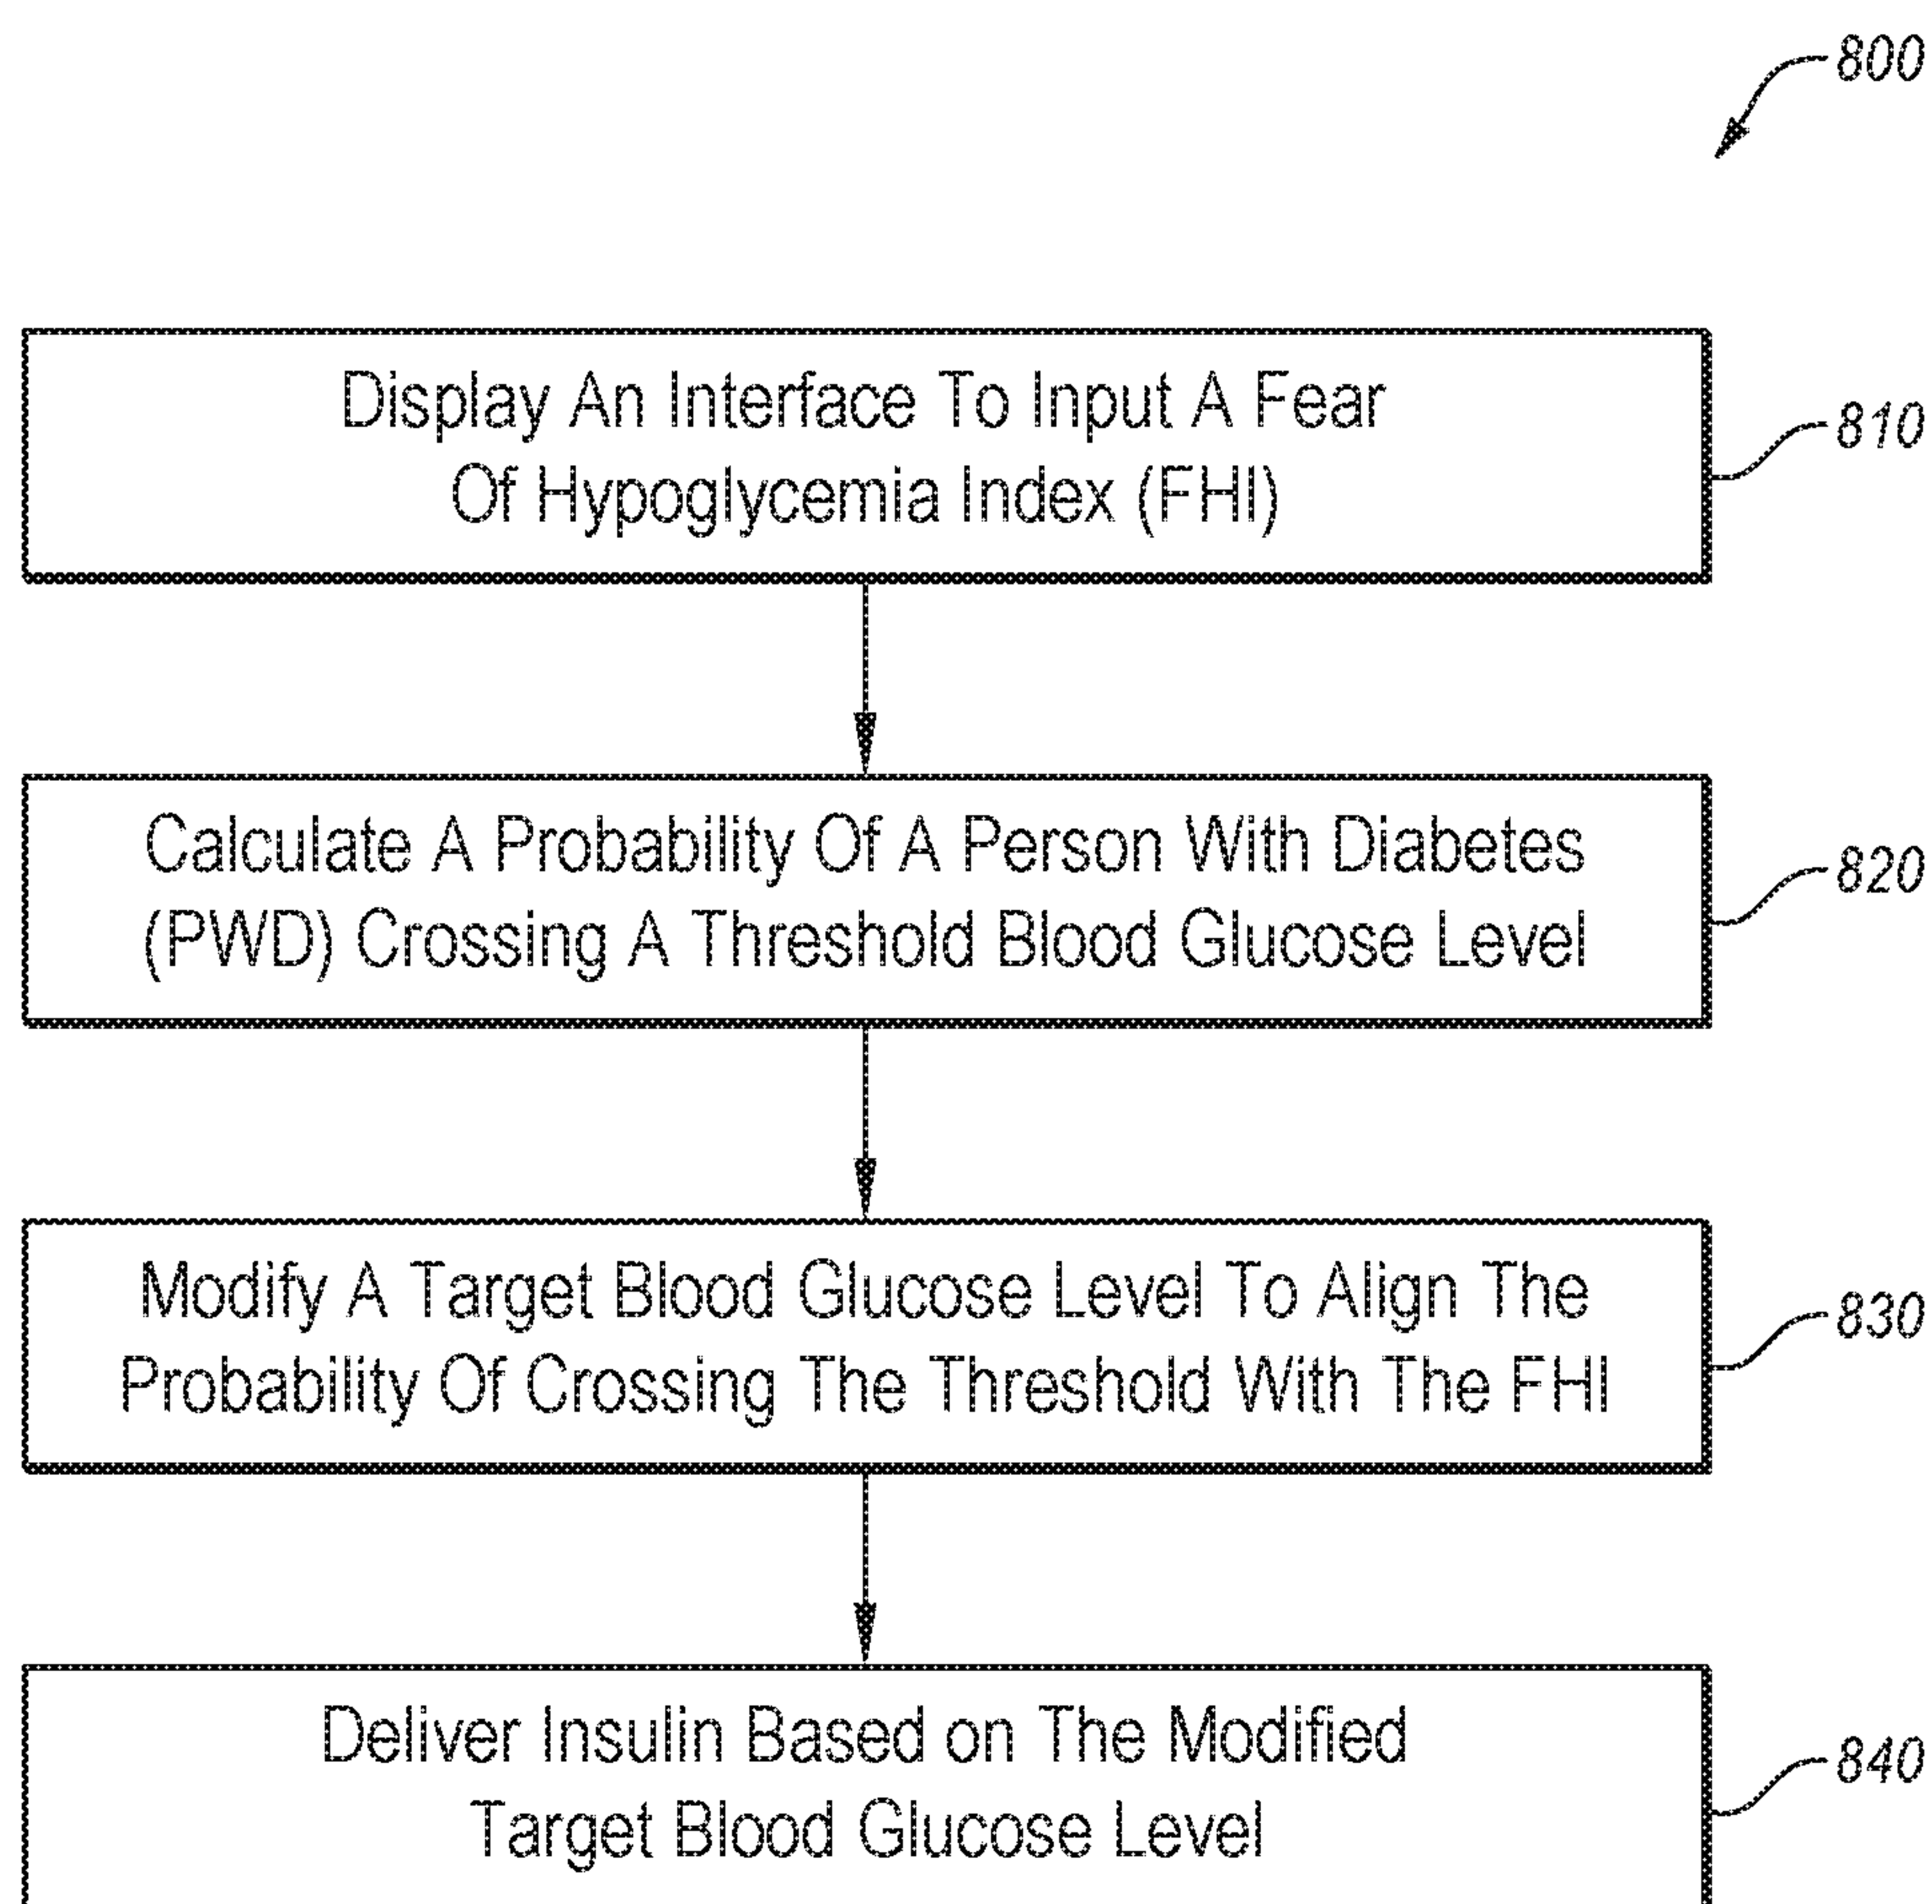 800
Display An Interface To Input A Fear
Of Hypoglycemia Index (FHI)
810
Calculate A Probability Of A Person With Diabetes
(PWD) Crossing A Threshold Blood Glucose Level
820
Modify A Target Blood Glucose Level To Align The
Probability Of Crossing The Threshold With The FHI
830
Deliver Insulin Based on The Modified
Target Blood Glucose Level
840